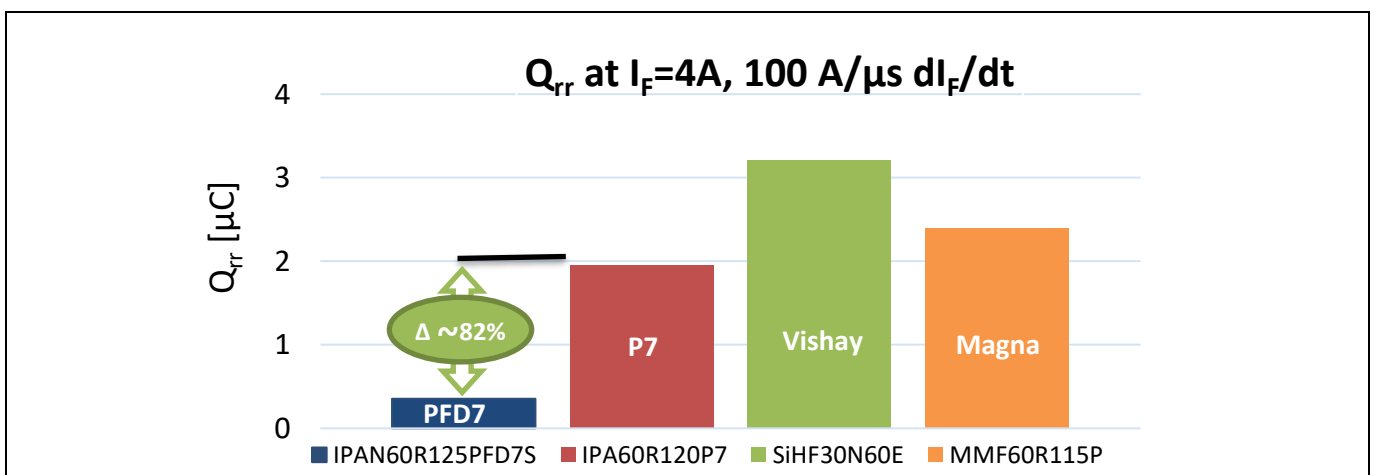 Qrr at IF=4A, 100 A/µs dIF/dt
4
3
2
1
0
Qrr [µC]
Δ ~82%
PFD7
P7
Vishay
Magna
IPAN60R125PFD7S IPA60R120P7 SiHF30N60E MMF60R115P